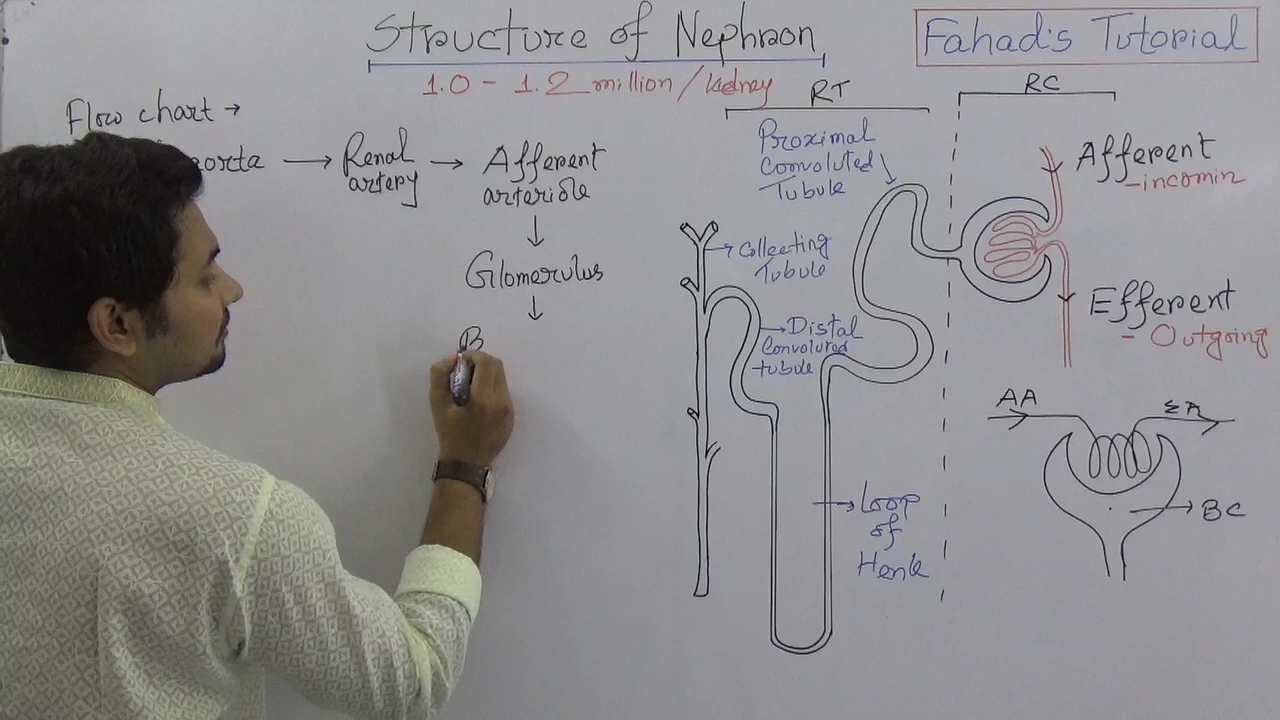 Structure of Nephron
Fahad's Tutorial
1.0 - 1.2 million / kidney
RT
RC
Flow chart →
aorta → Renal artery → Afferent arteriole
↓
Glomerulus
↓
B
Proximal
Convoluted
Tubule
Collecting
Tubule
Distal
Convoluted
tubule
Loop
of
Henle
Afferent
-incomin
Efferent
- Outgoing
AA
EA
BC